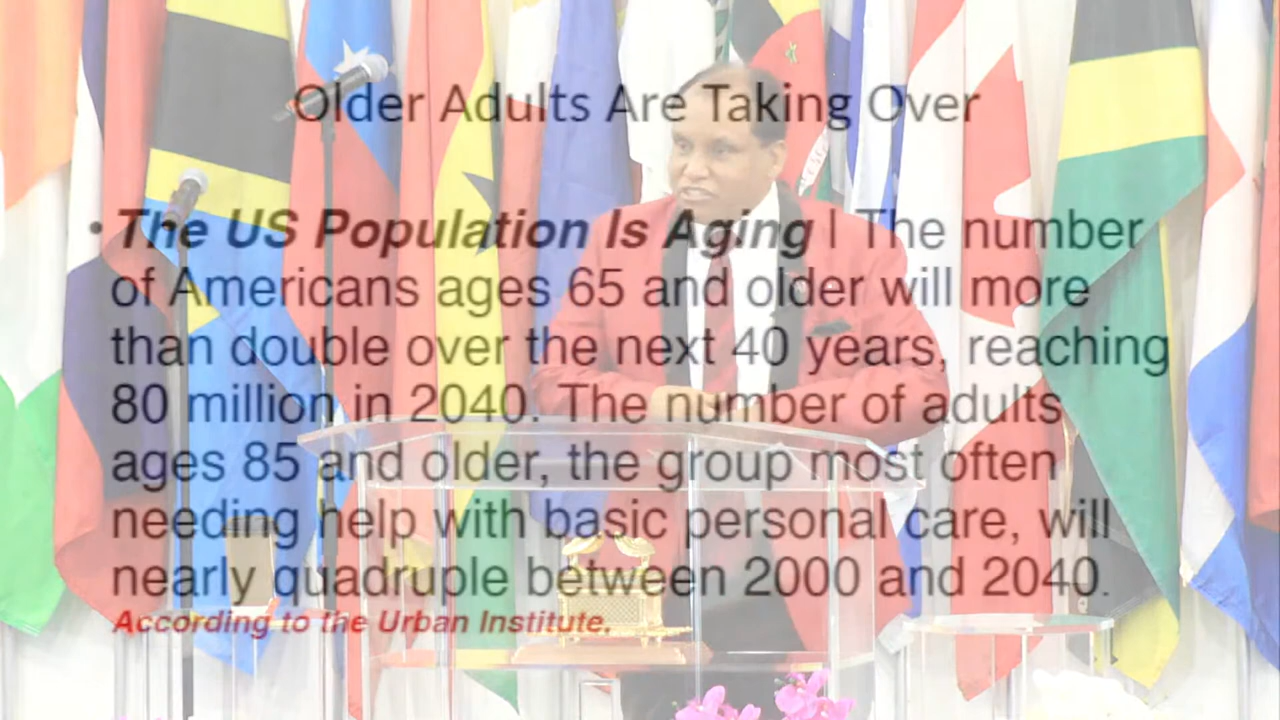 Older Adults Are Taking Over
• The US Population Is Aging | The number
of Americans ages 65 and older will more
than double over the next 40 years, reaching
80 million in 2040. The number of adults
ages 85 and older, the group most often
needing help with basic personal care, will
nearly quadruple between 2000 and 2040.
According to the Urban Institute.